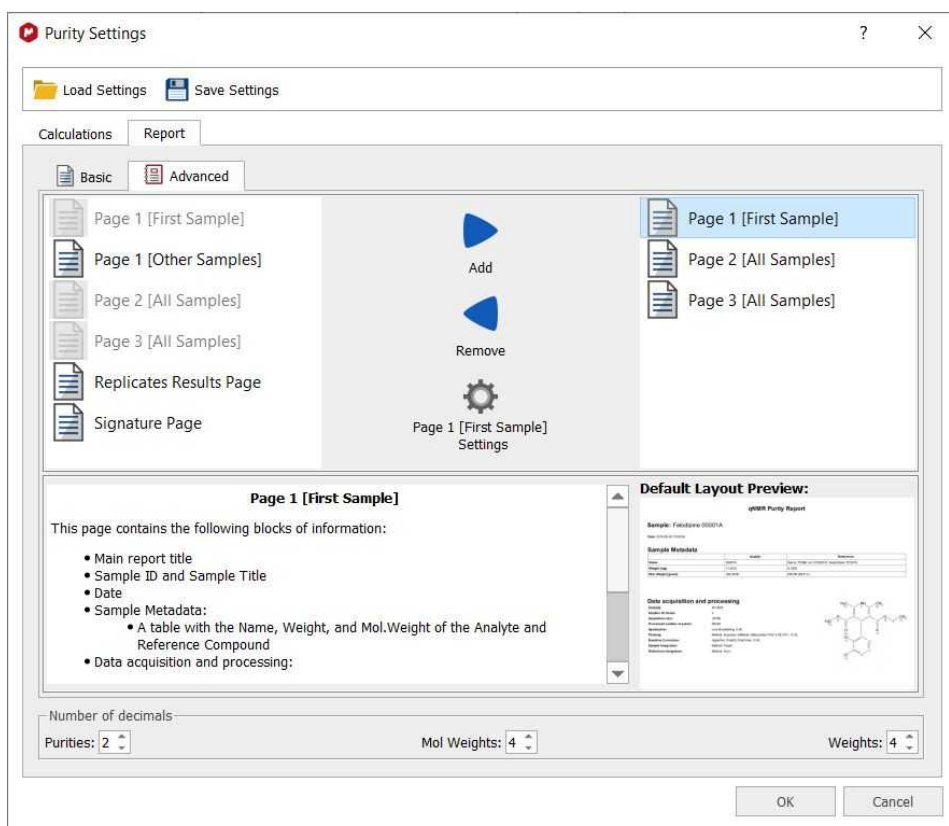 Purity Settings
?
Load Settings
Save Settings
Calculations
Report
Basic
Advanced
Page 1 [First Sample]
Page 1 [Other Samples]
Page 2 [All Samples]
Page 3 [All Samples]
Replicates Results Page
Signature Page
Add
Remove
Page 1 [First Sample]
Settings
Page 1 [First Sample]
Page 2 [All Samples]
Page 3 [All Samples]
Page 1 [First Sample]
This page contains the following blocks of information:
• Main report title
• Sample ID and Sample Title
• Date
• Sample Metadata:
• A table with the Name, Weight, and Mol.Weight of the Analyte and
Reference Compound
• Data acquisition and processing:
Default Layout Preview:
qNMR Purity Report
Sample: Felodipine 00001A
Sample Metadata
Data acquisition and processing
Number of decimals
Purities: 2
Mol Weights: 4
Weights: 4
OK
Cancel